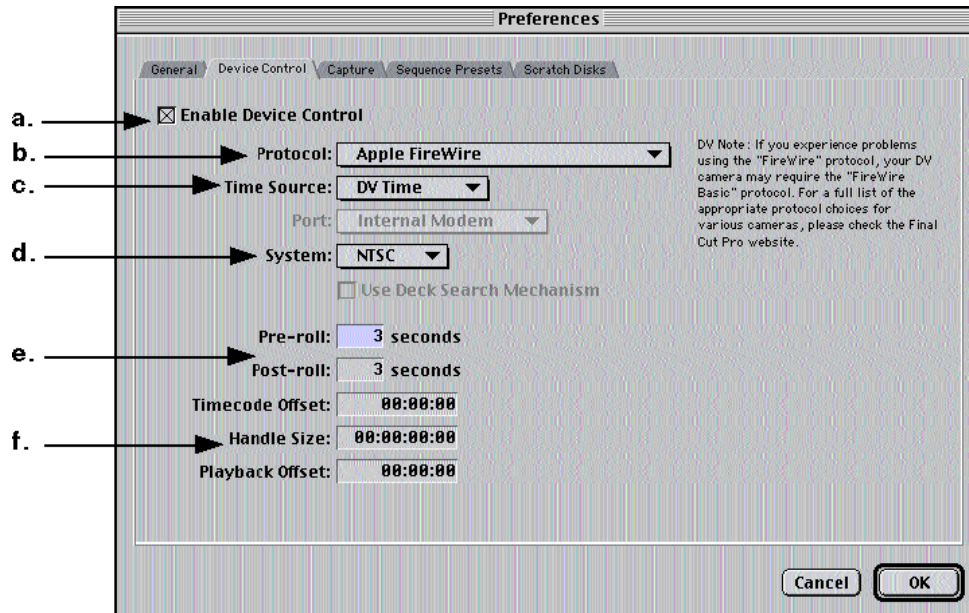 Preferences
General Device Control Capture Sequence Presets Scratch Disks
a. Enable Device Control
b. Protocol: Apple FireWire
c. Time Source: DV Time
Port: Internal Modem
d. System: NTSC
Use Deck Search Mechanism
e.
Pre-roll: 3 seconds
Post-roll: 3 seconds
Timecode Offset: 00:00:00
f. Handle Size: 00:00:00:00
Playback Offset: 00:00:00
DV Note: If you experience problems
using the "FireWire" protocol, your DV
camera may require the "FireWire
Basic" protocol. For a full list of the
appropriate protocol choices for
various cameras, please check the Final
Cut Pro website.
Cancel OK